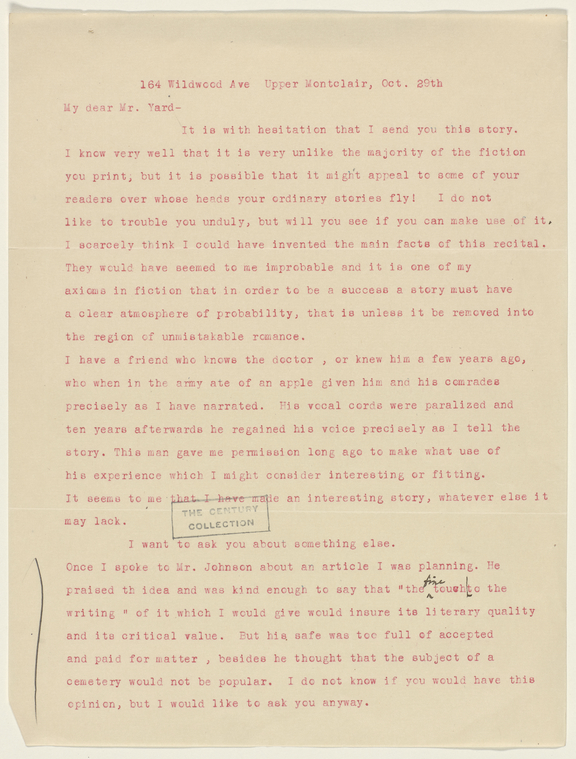 164 Wildwood Ave  Upper Montclair, Oct. 29th
My dear Mr. Yard-
It is with hesitation that I send you this story.
I know very well that it is very unlike the majority of the fiction
you print, but it is possible that it might appeal to some of your
readers over whose heads your ordinary stories fly!  I do not
like to trouble you unduly, but will you see if you can make use of it.
I scarcely think I could have invented the main facts of this recital.
They would have seemed to me improbable and it is one of my
axioms in fiction that in order to be a success a story must have
a clear atmosphere of probability, that is unless it be removed into
the region of unmistakable romance.
I have a friend who knows the doctor , or knew him a few years ago,
who when in the army ate of an apple given him and his comrades
precisely as I have narrated.  His vocal cords were paralized and
ten years afterwards he regained his voice precisely as I tell the
story. This man gave me permission long ago to make what use of
his experience which I might consider interesting or fitting.
It seems to me that I have made an interesting story, whatever else it
may lack.
THE CENTURY
COLLECTION
I want to ask you about something else.
Once I spoke to Mr. Johnson about an article I was planning. He
praised th idea and was kind enough to say that "the fine touch to the
writing " of it which I would give would insure its literary quality
and its critical value.  But his safe was too full of accepted
and paid for matter , besides he thought that the subject of a
cemetery would not be popular.  I do not know if you would have this
opinion, but I would like to ask you anyway.